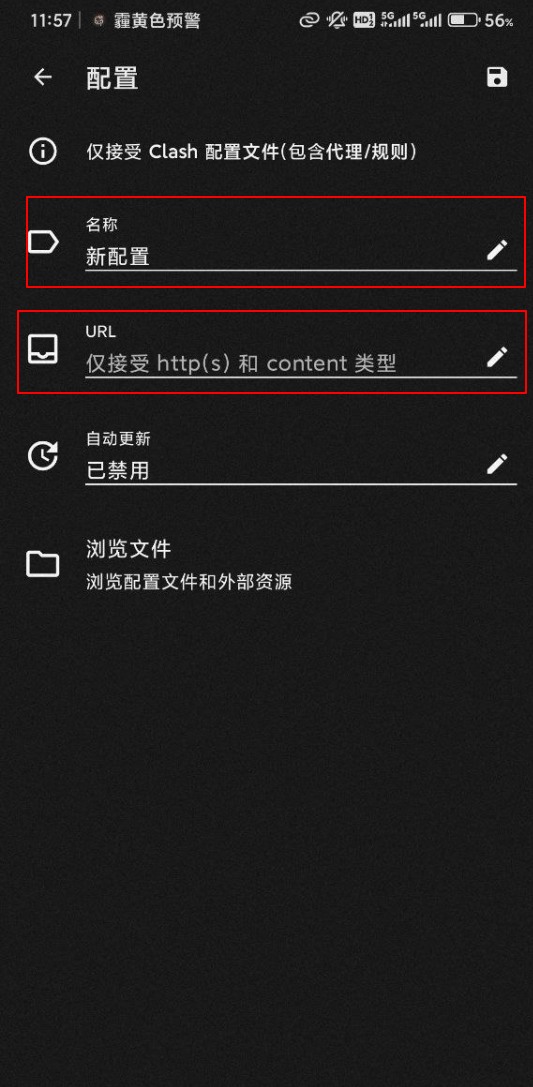 11:57 霾黄色预警 HD 5G 5G 56%
配置
仅接受 Clash 配置文件(包含代理/规则)
名称
新配置
URL
仅接受 http(s) 和 content 类型
自动更新
已禁用
浏览文件
浏览配置文件和外部资源